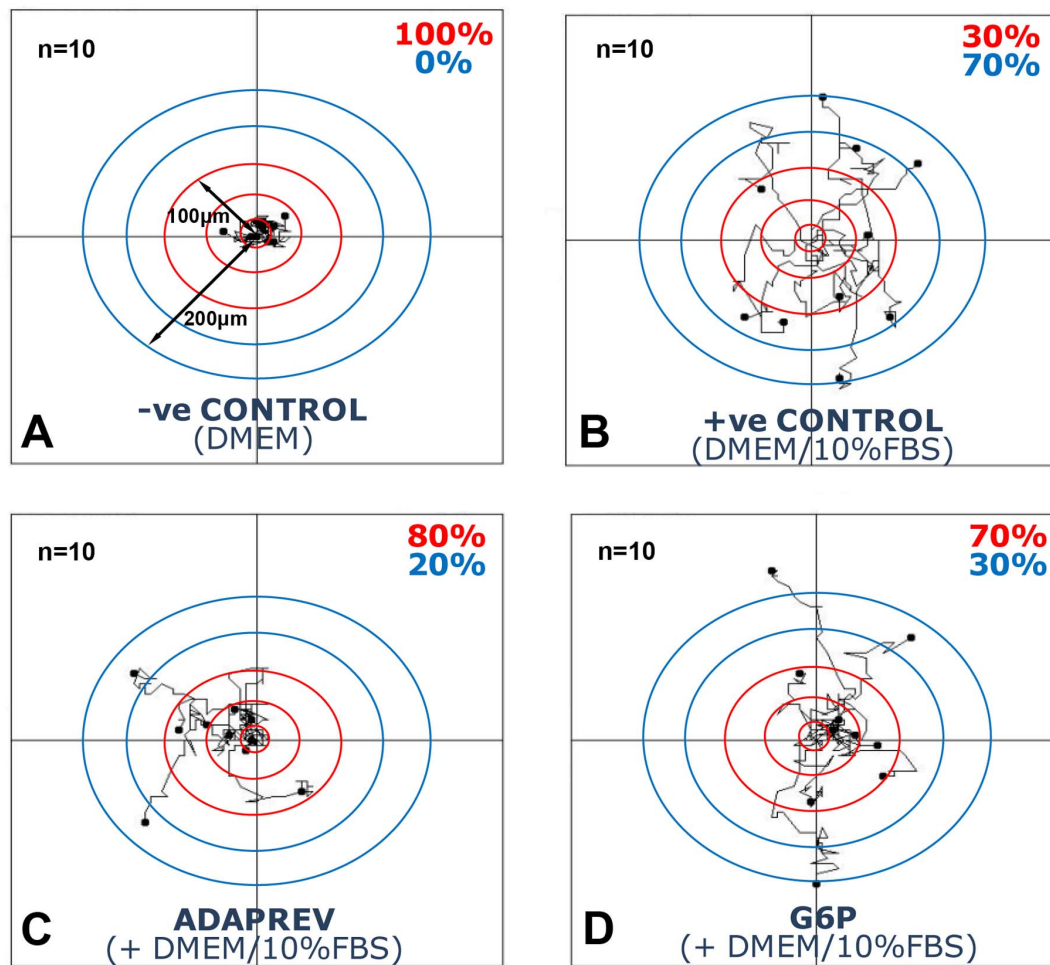 n=10
100%
0%
100µm
200µm
A
-ve CONTROL
(DMEM)
n=10
30%
70%
B
+ve CONTROL
(DMEM/10%FBS)
n=10
80%
20%
C
ADAPREV
(+ DMEM/10%FBS)
n=10
70%
30%
D
G6P
(+ DMEM/10%FBS)